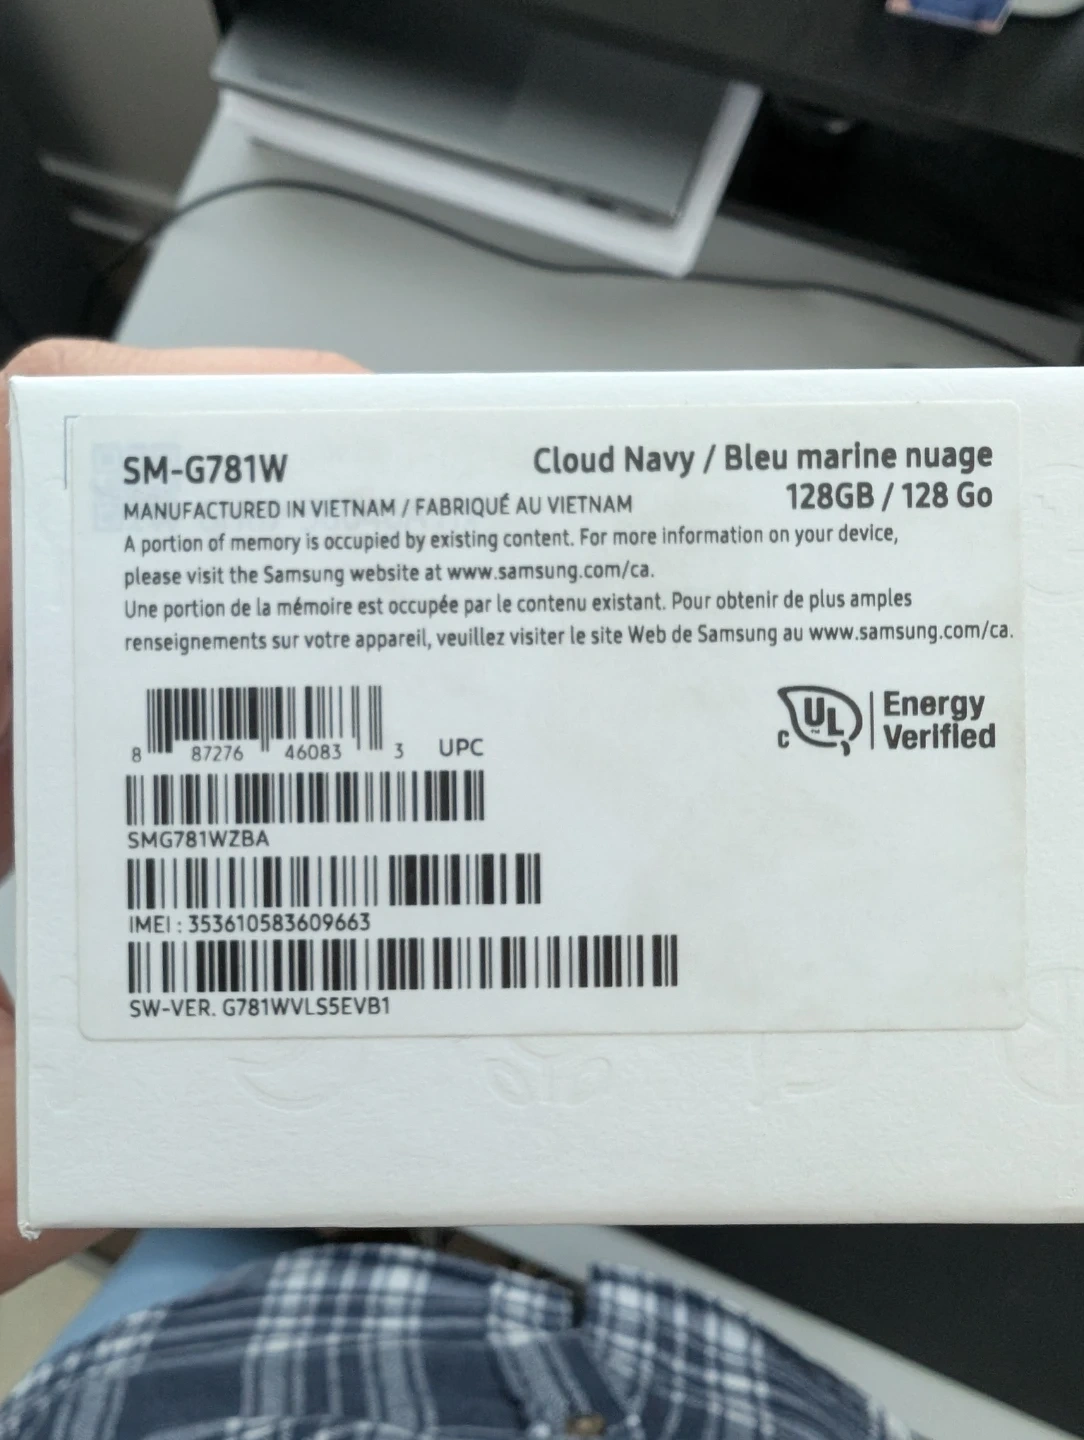 SM-G781W
Cloud Navy / Bleu marine nuage
128GB / 128 Go
MANUFACTURED IN VIETNAM / FABRIQUÉ AU VIETNAM
A portion of memory is occupied by existing content. For more information on your device,
please visit the Samsung website at www.samsung.com/ca.
Une portion de la mémoire est occupée par le contenu existant. Pour obtenir de plus amples
renseignements sur votre appareil, veuillez visiter le site Web de Samsung au www.samsung.com/ca.
8 87276 46083 3 UPC
C UL ™ Energy
Verified
SMG781WZBA
IMEI : 353610583609663
SW-VER. G781WVLS5EVB1